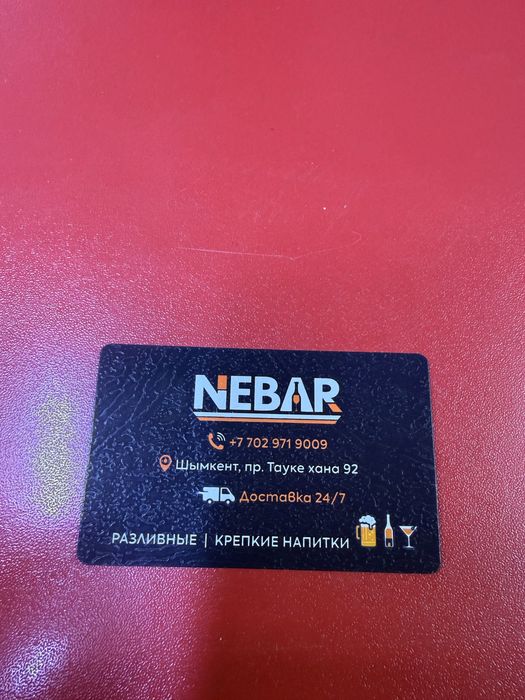 NEBAR
+7 702 971 9009
Шымкент, пр. Тауке хана 92
Доставка 24/7
РАЗЛИВНЫЕ | КРЕПКИЕ НАПИТКИ